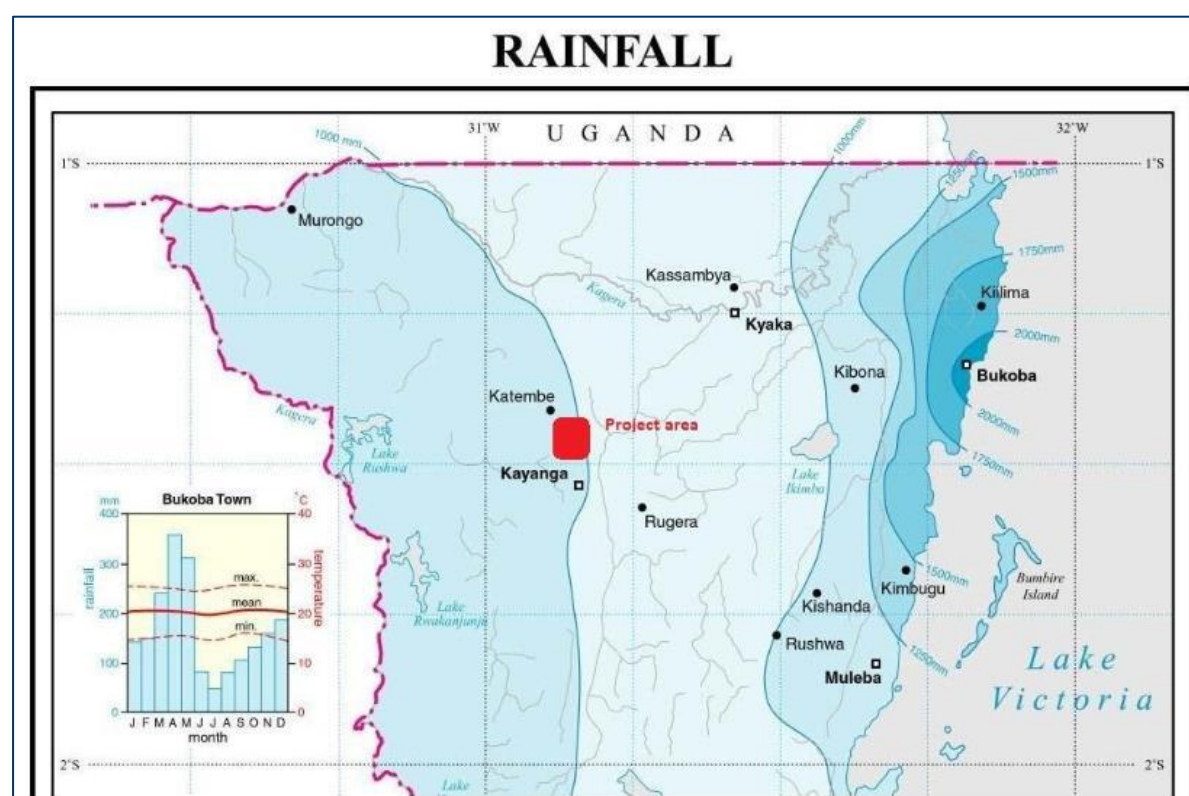 RAINFALL
31°W
UGANDA
32°W
1000 mm
1000mm
1250mm
1500mm
1°S
1°S
Murongo
1750mm
Kassambya
Kagera
Kiilima
Kyaka
2000mm
Kibona
Bukoba
Katembe
Kagera
Project area
2000mm
Lake
Rushwa
Kayanga
1750mm
Lake
Ikimba
Rugera
Bukoba Town
mm
°C
400
40
300
30
200
20
100
10
0
0
rainfall
temperature
max.
mean
min.
J F M A M J J A S O N D
month
Lake
Rwakanjunju
1500mm
Kimbugu
Bumbire
Island
Kishanda
Rushwa
1250mm
Muleba
Lake
Victoria
2°S
2°S
Lake